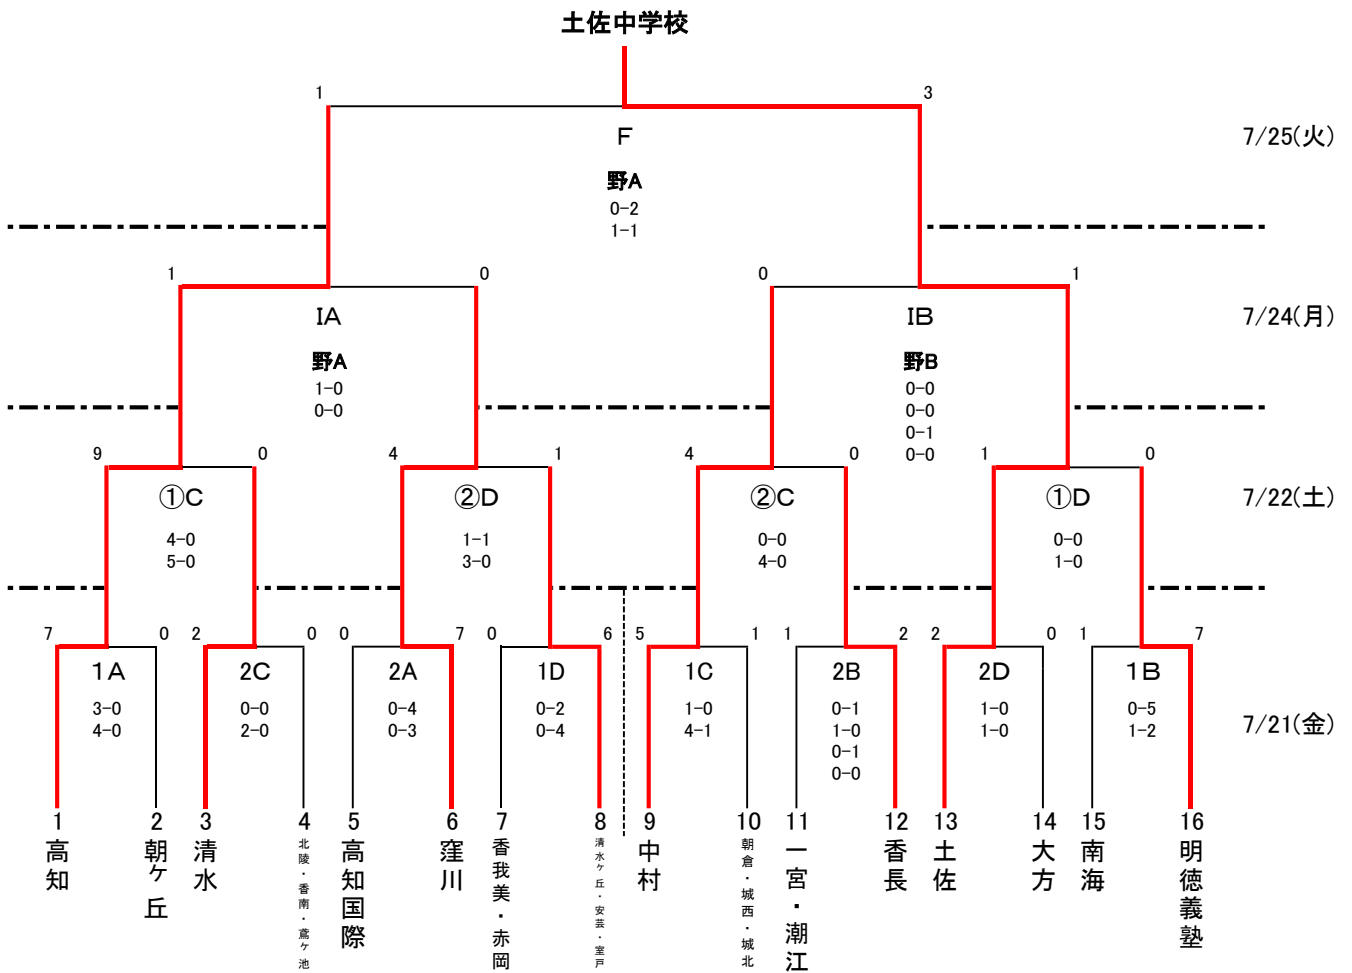 土佐中学校
1 3
F 7/25(火)
野A
0-2
1-1
1 0 0 1
IA IB 7/24(月)
野A 野B
1-0 0-0
0-0 0-0
0-1
0-0
9 0 4 1 4 0 1 0
①C ②D ②C ①D 7/22(土)
4-0 1-1 0-0 0-0
5-0 3-0 4-0 1-0
7 0 2 0 0 7 0 6 5 1 1 2 2 0 1 7
1A 2C 2A 1D 1C 2B 2D 1B
3-0 0-0 0-4 0-2 1-0 0-1 1-0 0-5
4-0 2-0 0-3 0-4 4-1 1-0 1-0 1-2 7/21(金)
0-1
0-0
1 2 3 4 5 6 7 8 9 10 11 12 13 14 15 16
高知
朝ヶ丘
清水
北陵・香南・鳶ヶ池
高知国際
窪川
香我美・赤岡
清水ヶ丘・安芸・室戸
中村
朝倉・城西・城北
一宮・潮江
香長
土佐
大方
南海
明徳義塾